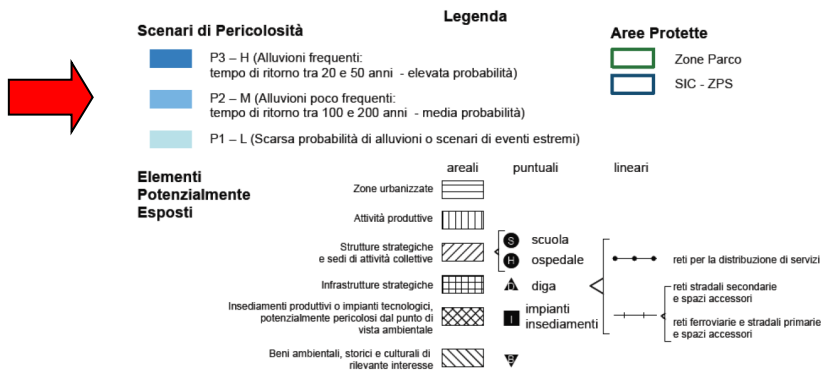 Legenda
Scenari di Pericolosità
P3 – H (Alluvioni frequenti:
tempo di ritorno tra 20 e 50 anni - elevata probabilità)
P2 – M (Alluvioni poco frequenti:
tempo di ritorno tra 100 e 200 anni - media probabilità)
P1 – L (Scarsa probabilità di alluvioni o scenari di eventi estremi)
Aree Protette
Zone Parco
SIC - ZPS
Elementi
Potenzialmente
Esposti
areali
puntuali
lineari
Zone urbanizzate
Attività produttive
Strutture strategiche
e sedi di attività collettive
S scuola
H ospedale
Infrastrutture strategiche
D diga
Insediamenti produttivi o impianti tecnologici,
potenzialmente pericolosi dal punto di
vista ambientale
I impianti
insediamenti
Beni ambientali, storici e culturali di
rilevante interesse
B
reti per la distribuzione di servizi
reti stradali secondarie
e spazi accessori
reti ferroviarie e stradali primarie
e spazi accessori